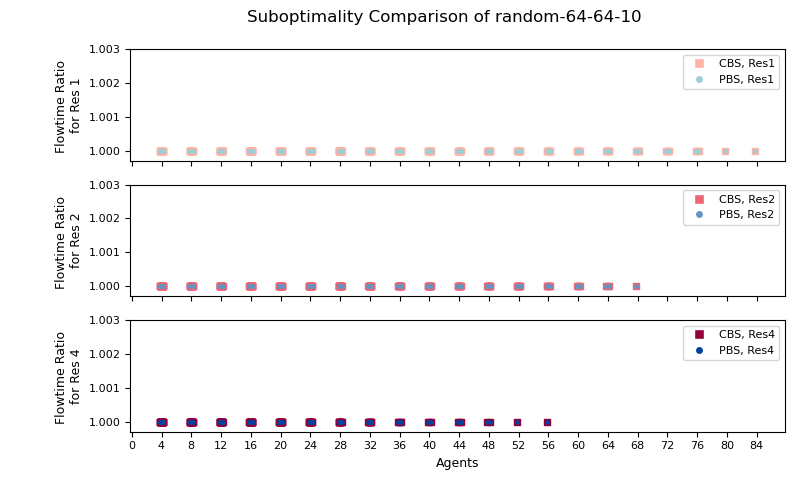 Suboptimality Comparison of random-64-64-10
Flowtime Ratio
for Res 1
1.003
1.002
1.001
1.000
CBS, Res1
PBS, Res1
Flowtime Ratio
for Res 2
1.003
1.002
1.001
1.000
CBS, Res2
PBS, Res2
Flowtime Ratio
for Res 4
1.003
1.002
1.001
1.000
CBS, Res4
PBS, Res4
0 4 8 12 16 20 24 28 32 36 40 44 48 52 56 60 64 68 72 76 80 84
Agents